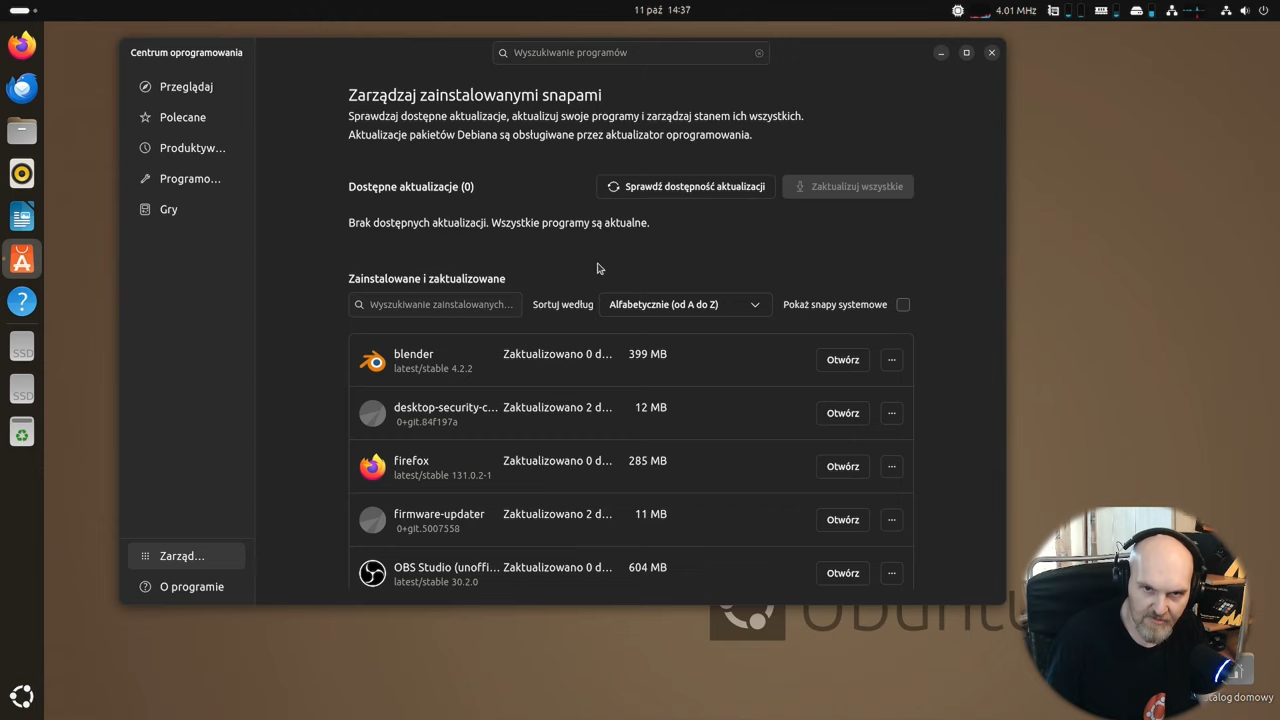 11 paź 14:37
4.01 MHz
Centrum oprogramowania
Wyszukiwanie programów
Przeglądaj
Polecane
Produktyw…
Programo…
Gry
Zarząd…
O programie
Zarządzaj zainstalowanymi snapami
Sprawdzaj dostępne aktualizacje, aktualizuj swoje programy i zarządzaj stanem ich wszystkich.
Aktualizacje pakietów Debiana są obsługiwane przez aktualizator oprogramowania.
Dostępne aktualizacje (0)
Sprawdź dostępność aktualizacji
Zaktualizuj wszystkie
Brak dostępnych aktualizacji. Wszystkie programy są aktualne.
Zainstalowane i zaktualizowane
Wyszukiwanie zainstalowanych…
Sortuj według
Alfabetycznie (od A do Z)
Pokaż snapy systemowe
blender
latest/stable 4.2.2
Zaktualizowano 0 d…
399 MB
Otwórz
desktop-security-c…
0+git.84f197a
Zaktualizowano 2 d…
12 MB
Otwórz
firefox
latest/stable 131.0.2-1
Zaktualizowano 0 d…
285 MB
Otwórz
firmware-updater
0+git.5007558
Zaktualizowano 2 d…
11 MB
Otwórz
OBS Studio (unoffi…
latest/stable 30.2.0
Zaktualizowano 0 d…
604 MB
Otwórz
SSD
SSD
domowy